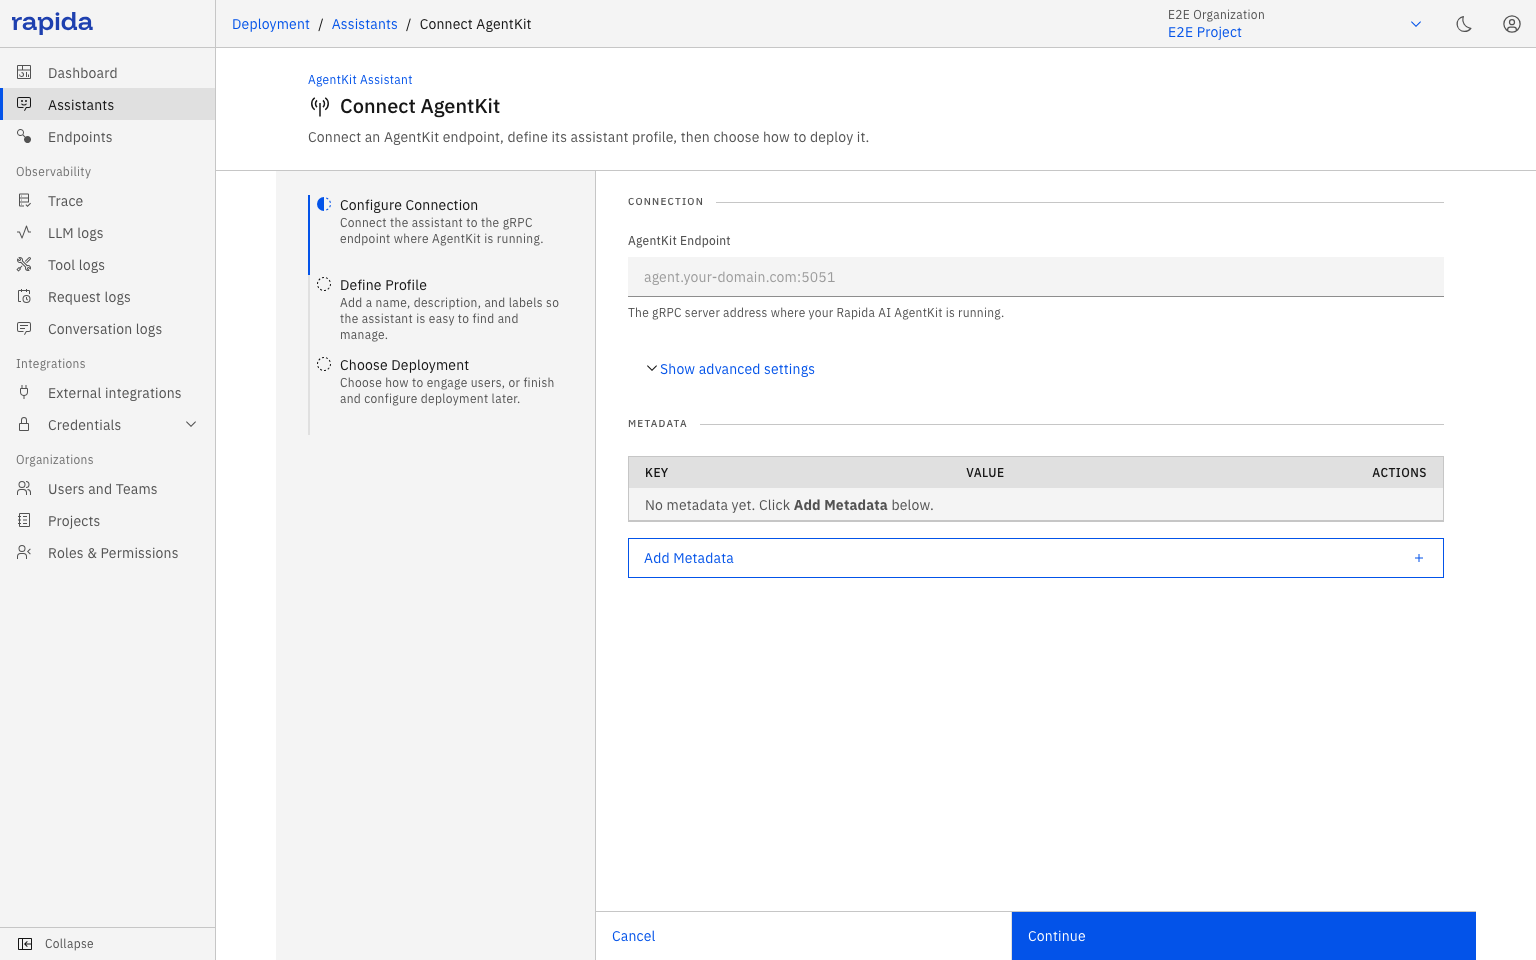 rapida
Deployment / Assistants / Connect AgentKit
E2E Organization
E2E Project
Dashboard
Assistants
Endpoints
Observability
Trace
LLM logs
Tool logs
Request logs
Conversation logs
Integrations
External integrations
Credentials
Organizations
Users and Teams
Projects
Roles & Permissions
Collapse
AgentKit Assistant
Connect AgentKit
Connect an AgentKit endpoint, define its assistant profile, then choose how to deploy it.
Configure Connection
Connect the assistant to the gRPC
endpoint where AgentKit is running.
Define Profile
Add a name, description, and labels so
the assistant is easy to find and
manage.
Choose Deployment
Choose how to engage users, or finish
and configure deployment later.
CONNECTION
AgentKit Endpoint
agent.your-domain.com:5051
The gRPC server address where your Rapida AI AgentKit is running.
Show advanced settings
METADATA
KEY VALUE ACTIONS
No metadata yet. Click Add Metadata below.
Add Metadata +
Cancel
Continue